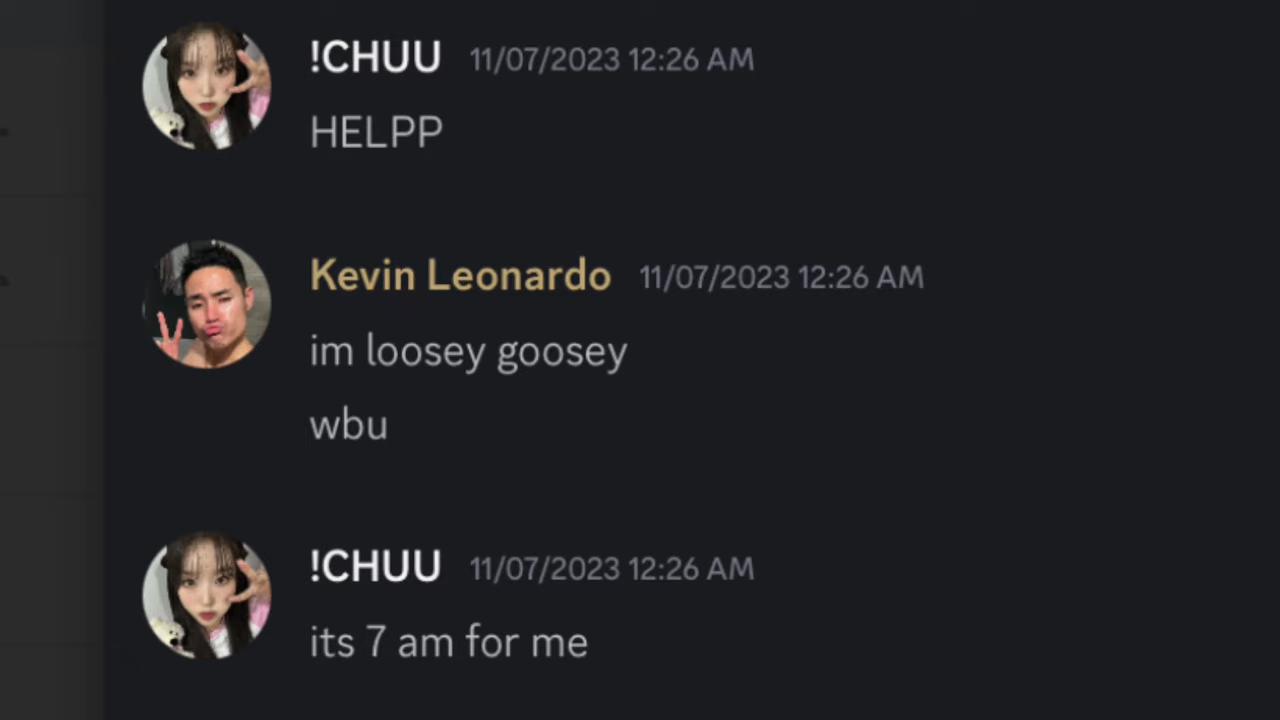 !CHUU 11/07/2023 12:26 AM
HELPP
Kevin Leonardo 11/07/2023 12:26 AM
im loosey goosey
wbu
!CHUU 11/07/2023 12:26 AM
its 7 am for me